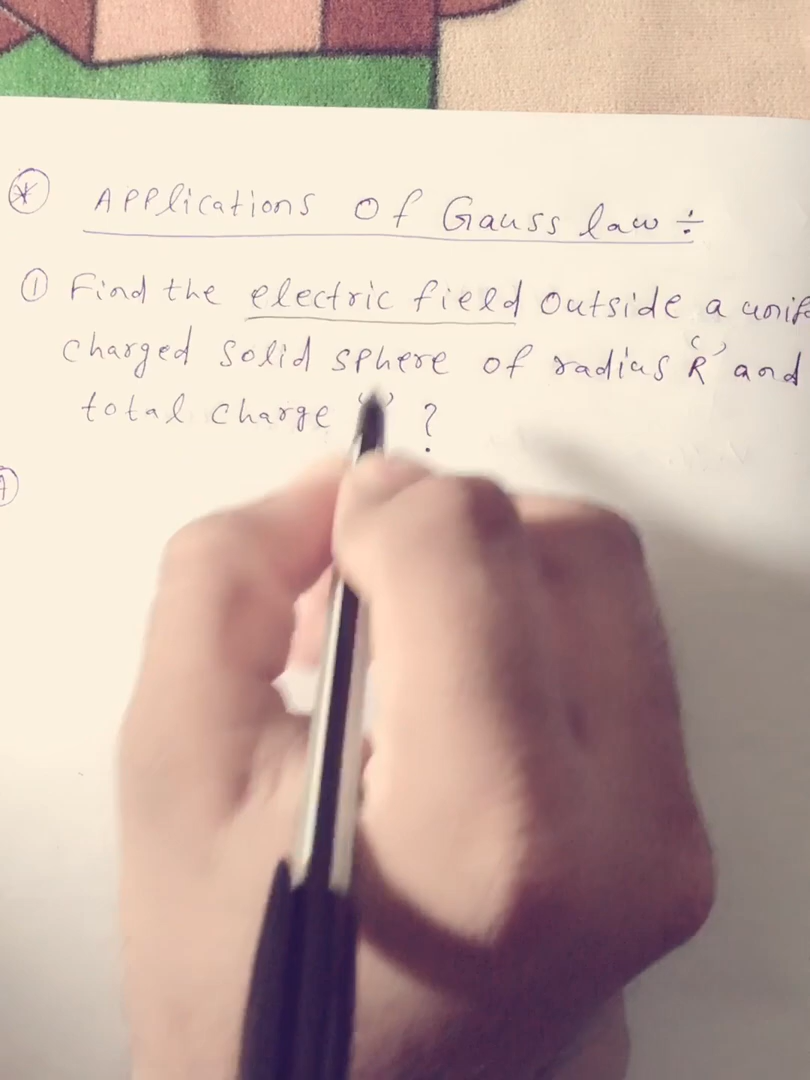 * Applications of Gauss law ÷
① Find the electric field outside a
charged solid sphere of radius 'R' and
total charge ' ' ?